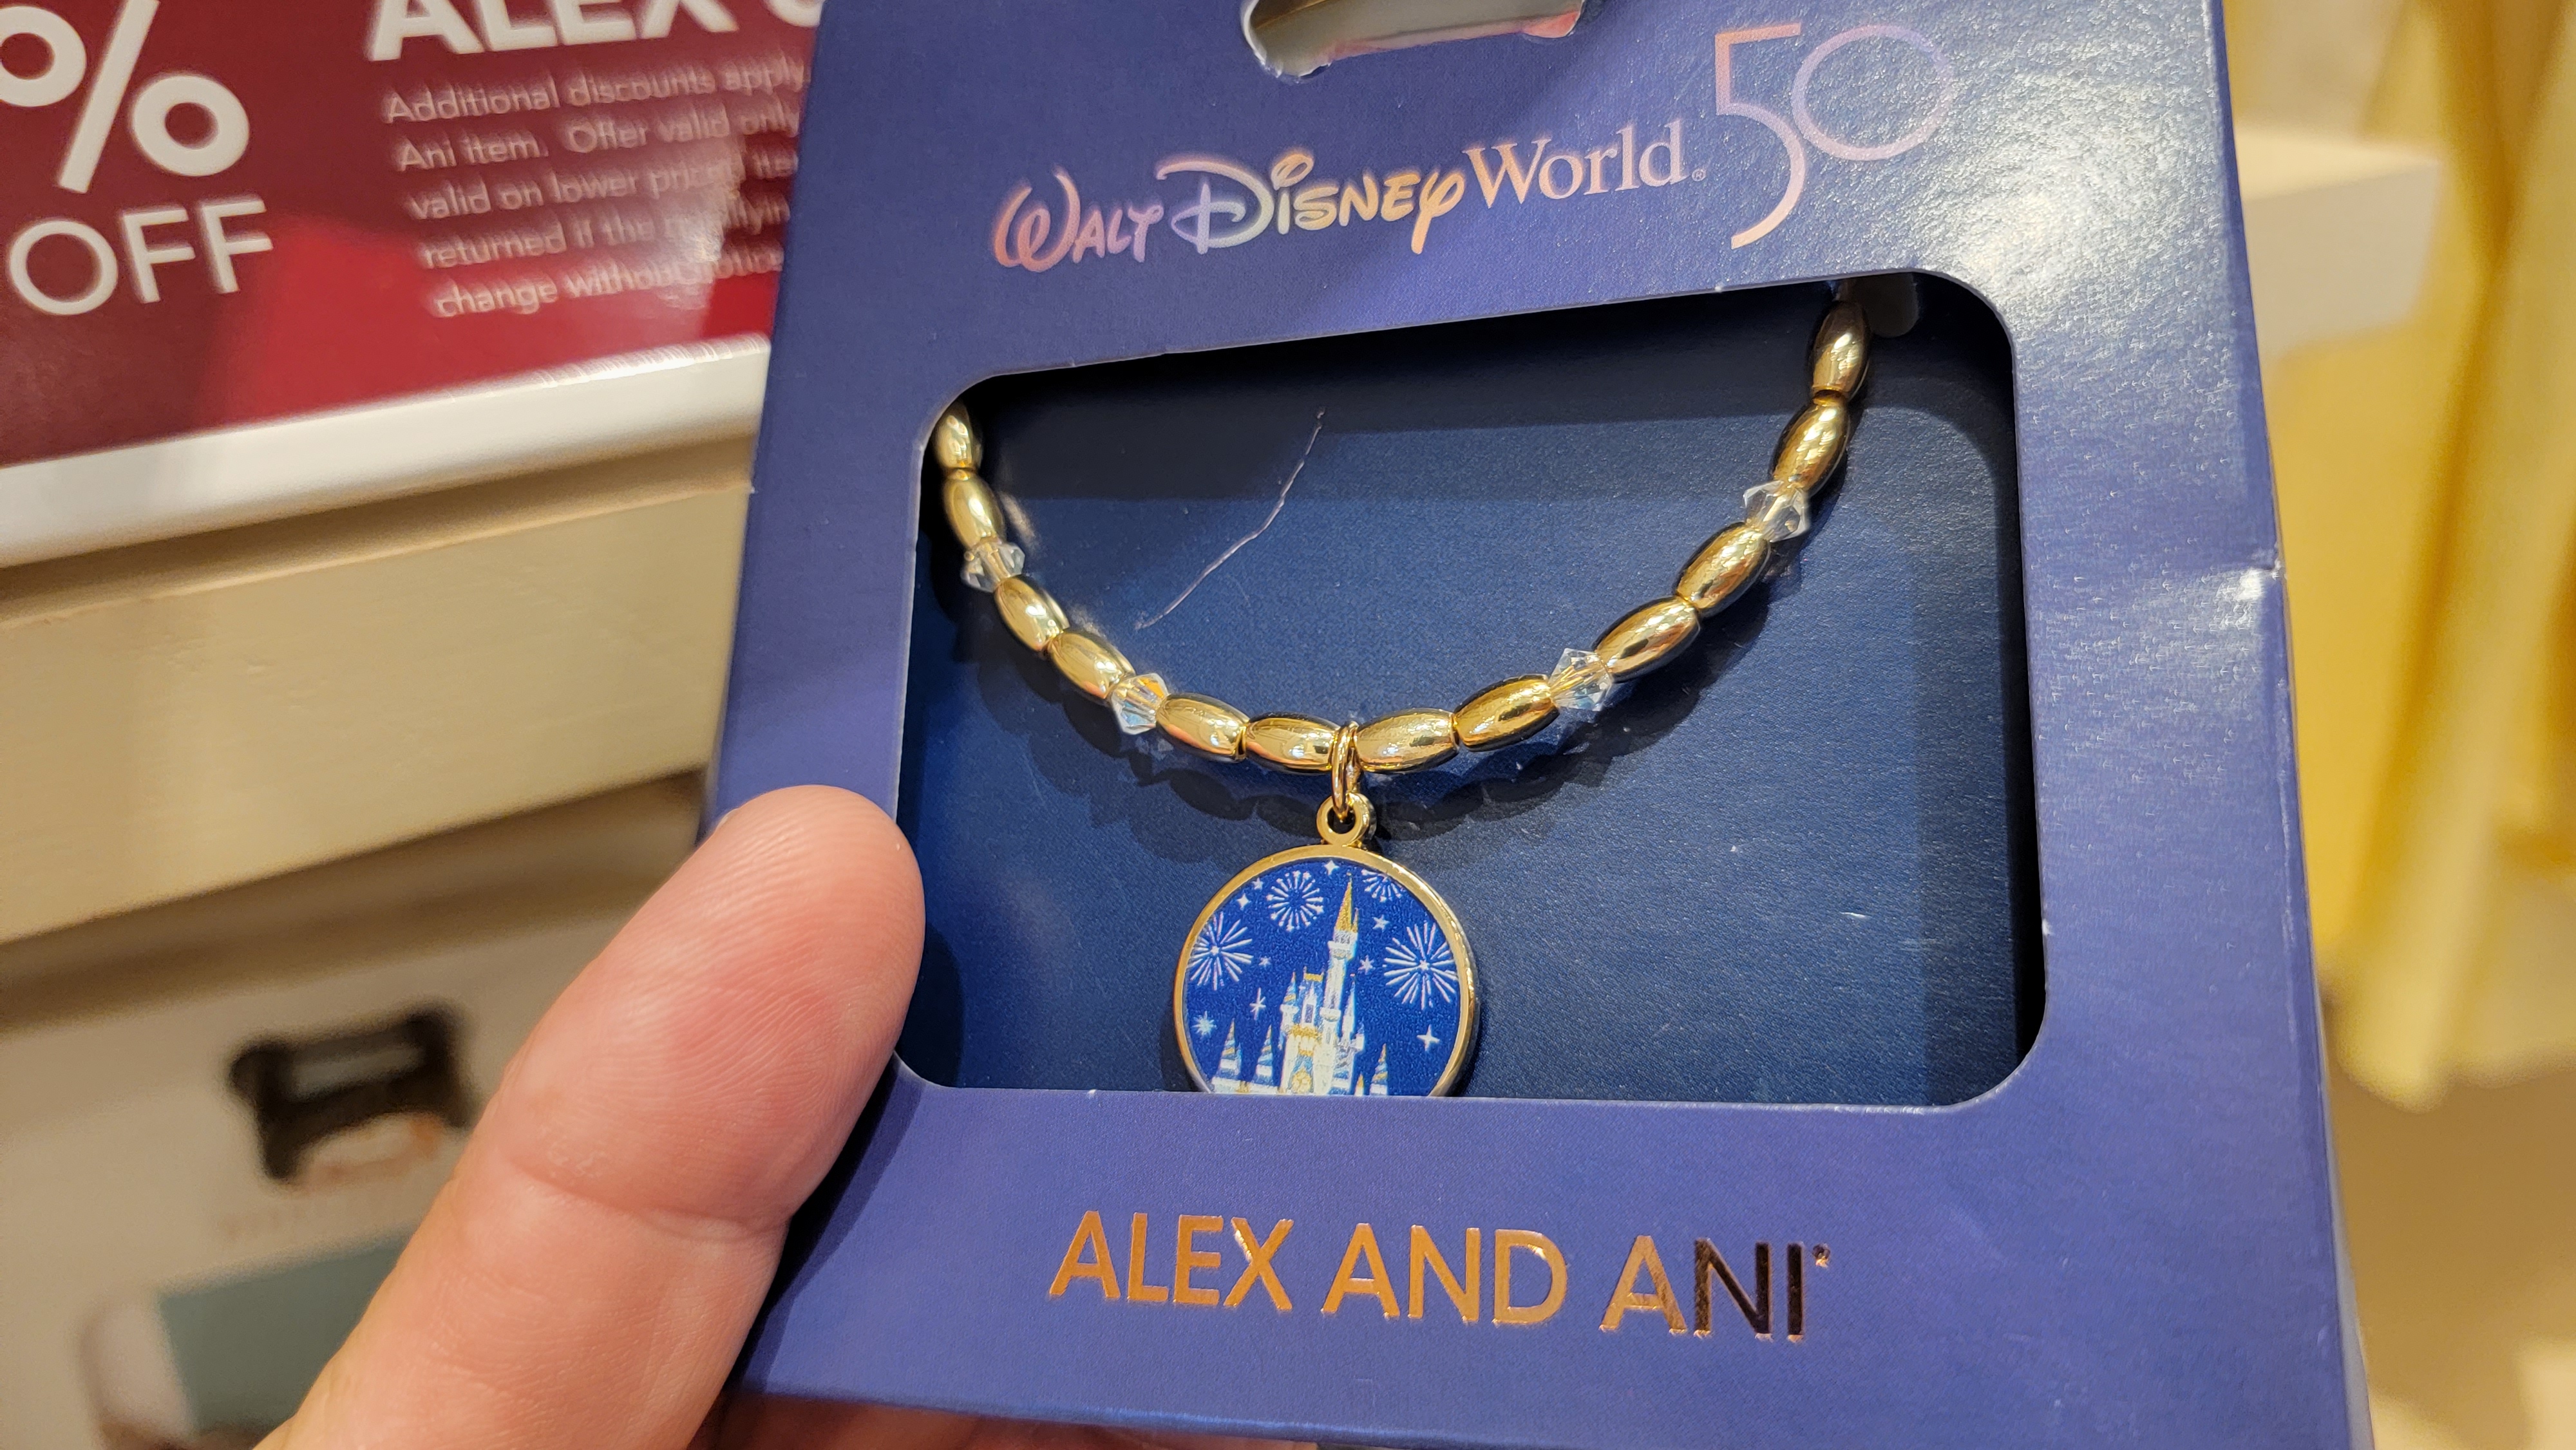 %
OFF
ALEX
Additional discounts apply
Ani item. Offer valid only
valid on lower price
returned if the
change without
WALT DISNEY World® 50
ALEX AND ANI®